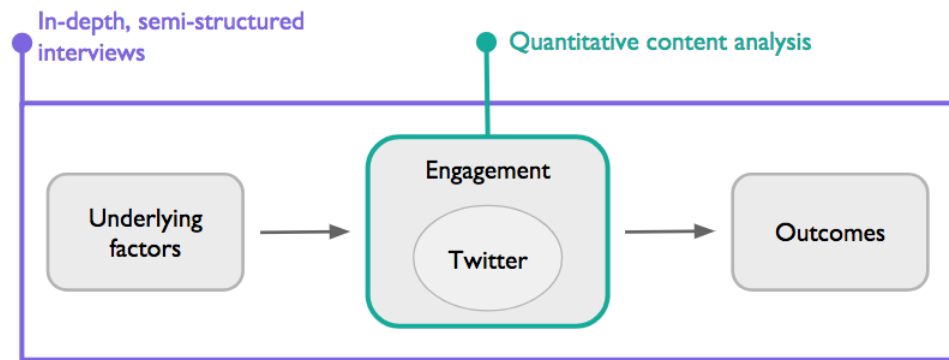 In-depth, semi-structured
interviews
Quantitative content analysis
Engagement
Underlying
factors
Twitter
Outcomes